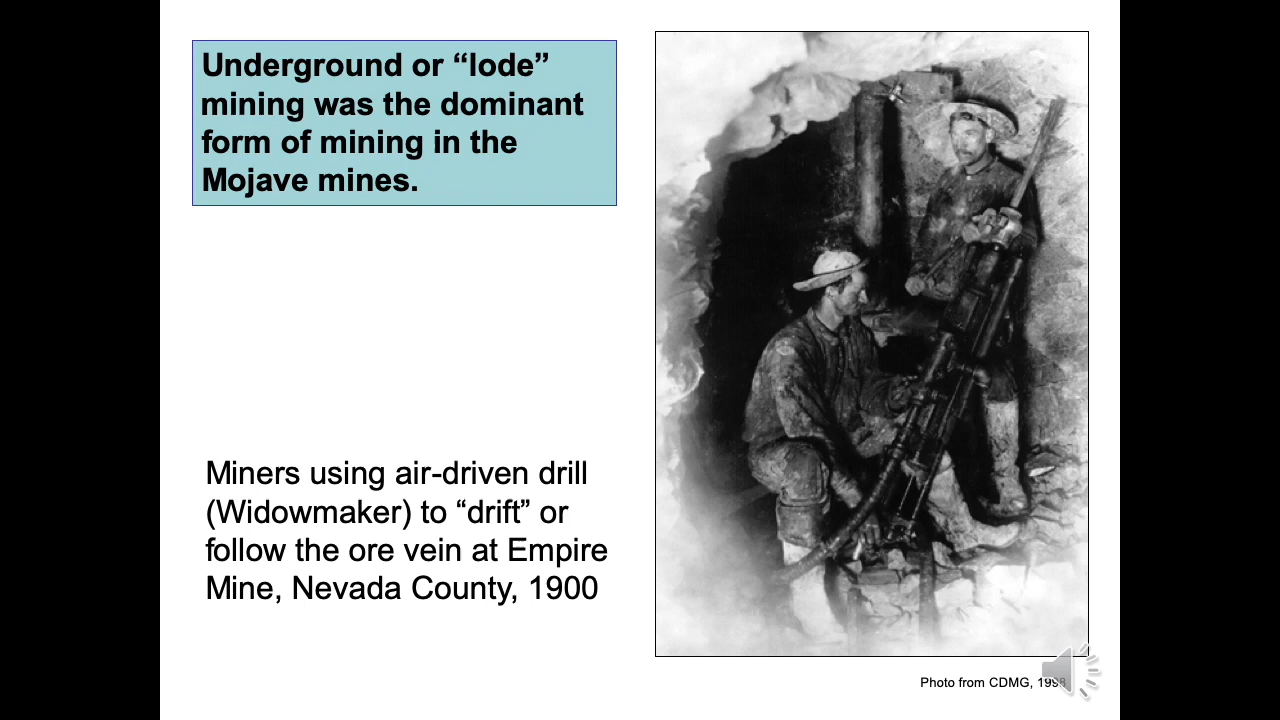 Underground or “lode”
mining was the dominant
form of mining in the
Mojave mines.
Miners using air-driven drill
(Widowmaker) to “drift” or
follow the ore vein at Empire
Mine, Nevada County, 1900
Photo from CDMG, 1998